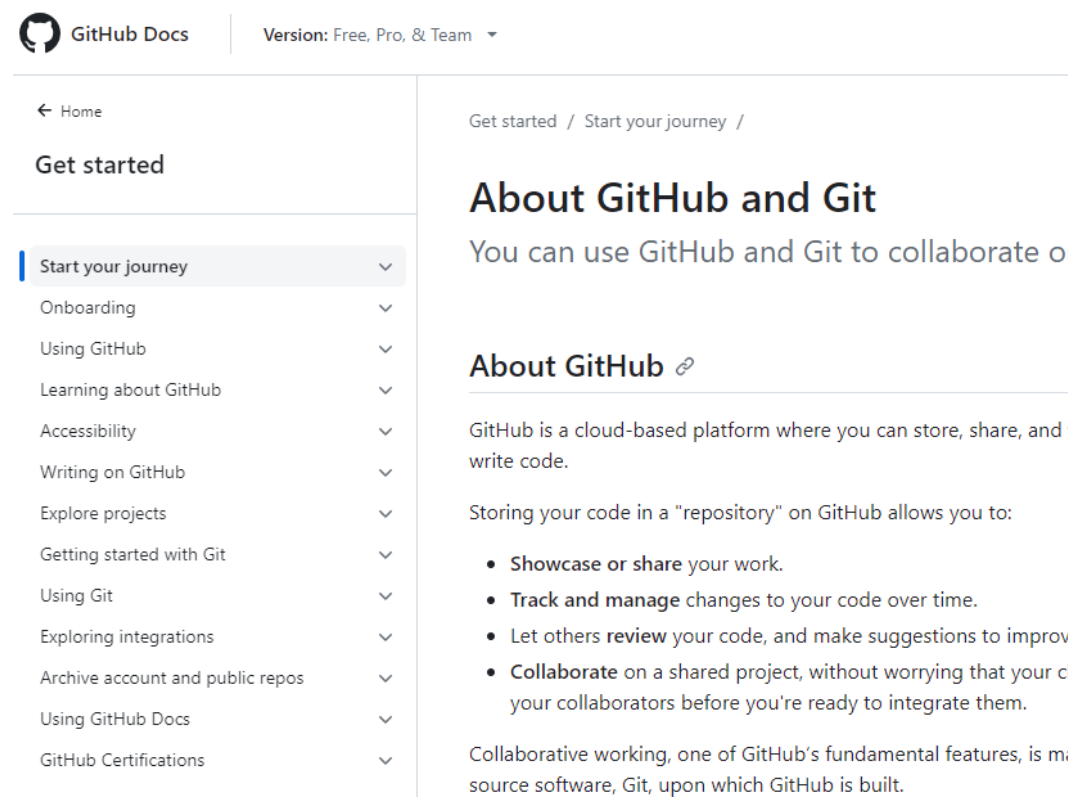 GitHub Docs
Version: Free, Pro, & Team
Home
Get started
Start your journey
Onboarding
Using GitHub
Learning about GitHub
Accessibility
Writing on GitHub
Explore projects
Getting started with Git
Using Git
Exploring integrations
Archive account and public repos
Using GitHub Docs
GitHub Certifications
Get started / Start your journey /
About GitHub and Git
You can use GitHub and Git to collaborate
About GitHub
GitHub is a cloud-based platform where you can store, share, and
write code.
Storing your code in a "repository" on GitHub allows you to:
• Showcase or share your work.
• Track and manage changes to your code over time.
• Let others review your code, and make suggestions to
• Collaborate on a shared project, without worrying that your
your collaborators before you're ready to integrate them.
Collaborative working, one of GitHub’s fundamental features, is
source software, Git, upon which GitHub is built.